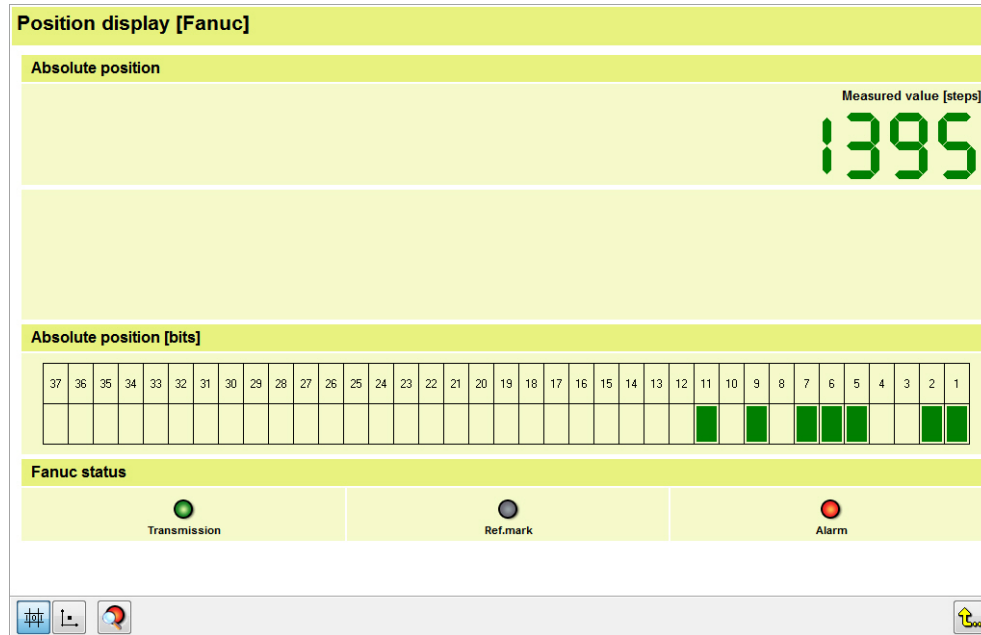 Position display [Fanuc]
Absolute position
Measured value [steps]
1395
Absolute position [bits]
37 36 35 34 33 32 31 30 29 28 27 26 25 24 23 22 21 20 19 18 17 16 15 14 13 12 11 10 9 8 7 6 5 4 3 2 1
Fanuc status
Transmission Ref.mark Alarm